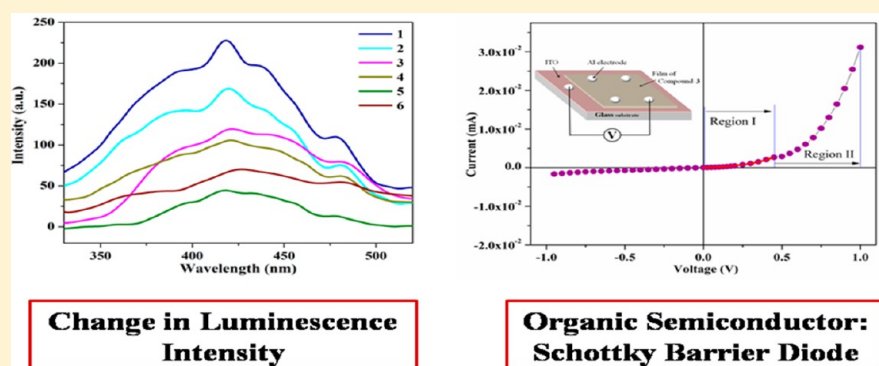 250
200
150
100
50
0
Intensity (a.u.)
350 400 450 500
Wavelength (nm)
1
2
3
4
5
6
Change in Luminescence
Intensity
3.0x10⁻²
2.0x10⁻²
1.0x10⁻²
0.0
-1.0x10⁻²
-2.0x10⁻²
Current (mA)
-1.0 -0.5 0.0 0.5 1.0
Voltage (V)
ITO
Al electrode
Film of
Compound 3
Glass substrate
V
Region I
Region II
Organic Semiconductor:
Schottky Barrier Diode